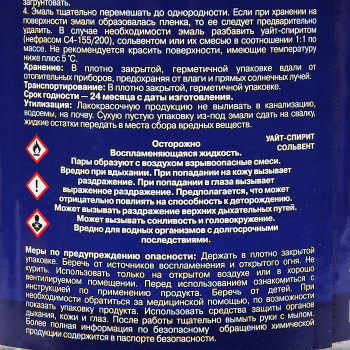 загустевания.
4. Эмаль тщательно перемешать до однородности. Если при хранении на
поверхности эмали образовалась пленка, то ее следует предварительно
удалить. В случае необходимости эмаль разбавить уайт-спиритом
(нефрасом С4-155/200), сольвентом или их смесью в соотношении 1:1 по
массе. Не рекомендуется красить поверхности, имеющие температуру
ниже плюс 5°С.
Хранение: В плотно закрытой, герметичной упаковке вдали от
отопительных приборов, предохраняя от влаги и прямых солнечных лучей.
Транспортирование: В плотно закрытой, герметичной упаковке.
Срок годности — 24 месяца с даты изготовления.
Утилизация: Лакокрасочную продукцию не выливать в канализацию,
водоемы, на почву. Сухую пустую упаковку из-под эмали сдать на свалку,
жидкие остатки передать в места сбора вредных веществ.
УАЙТ-СПИРИТ
СОЛЬВЕНТ
Осторожно
Воспламеняющаяся жидкость.
Пары образуют с воздухом взрывоопасные смеси.
Вредно при вдыхании. При попадании на кожу вызывает
раздражение. При попадании в глаза вызывает
выраженное раздражение. Предполагается, что может
отрицательно повлиять на способность к деторождению.
Может вызывать раздражение верхних дыхательных путей.
Может вызывать сонливость и головокружение.
Вредно для водных организмов с долгосрочными
последствиями.
Меры по предупреждению опасности: Держать в плотно закрытой
упаковке. Беречь от источников воспламенения и открытого огня. Не
курить. Использовать только на открытом воздухе или в хорошо
вентилируемом помещении. Перед использованием ознакомиться с
инструкцией по применению продукции. Беречь от детей. При
необходимости обратиться за медицинской помощью, по возможности
показать упаковку продукта. Использовать средства защиты органов
дыхания, кожи и глаз. После работы тщательно вымыть руки с мылом.
Более полная информация по безопасному обращению химической
продукции содержится в паспорте безопасности.